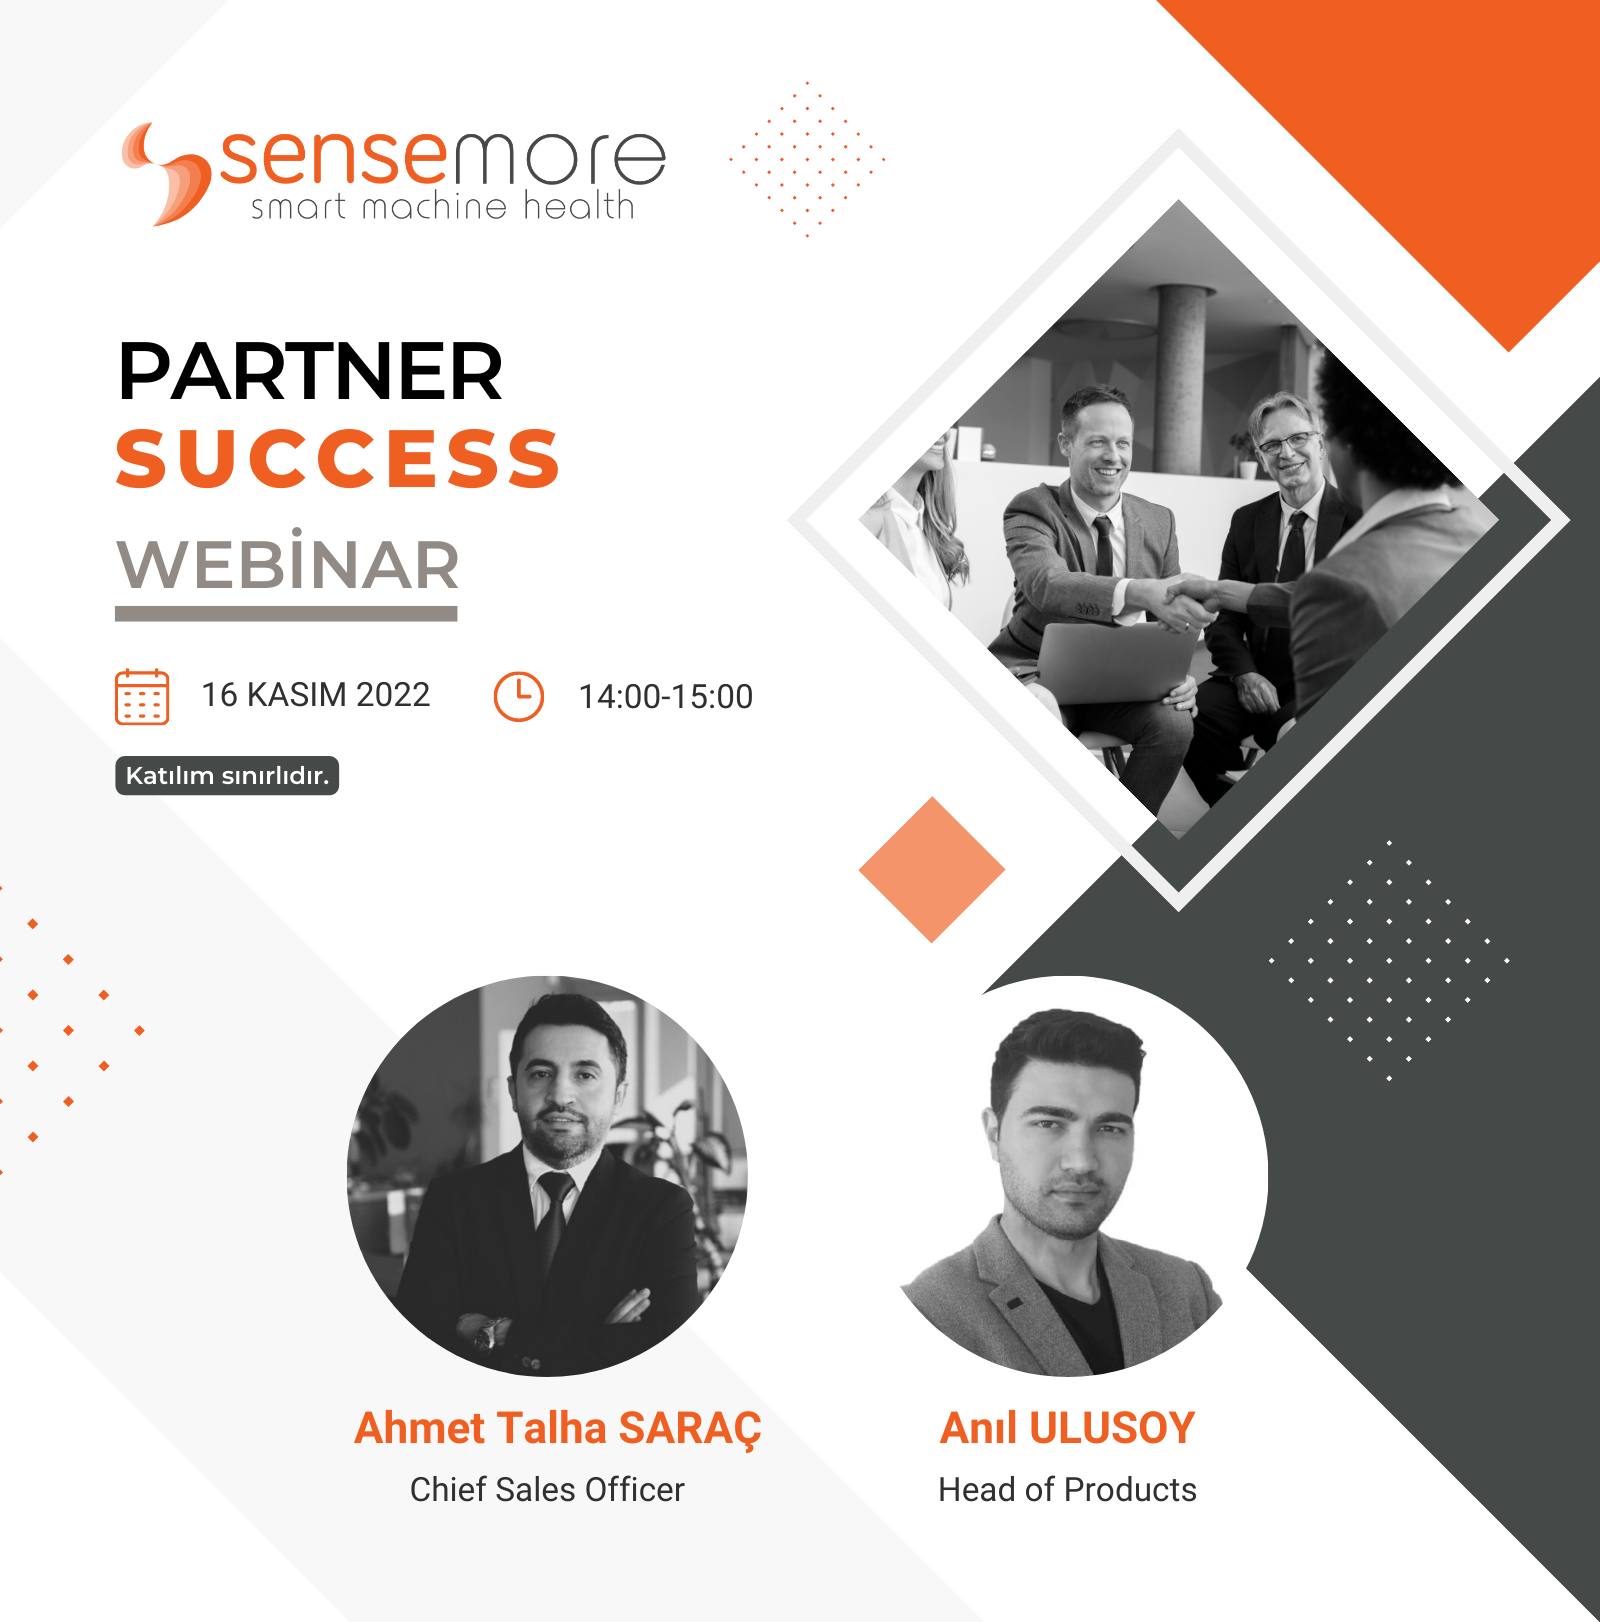 sensemore
smart machine health
PARTNER
SUCCESS
WEBİNAR
16 KASIM 2022
14:00-15:00
Katılım sınırlıdır.
Ahmet Talha SARAÇ
Chief Sales Officer
Anıl ULUSOY
Head of Products